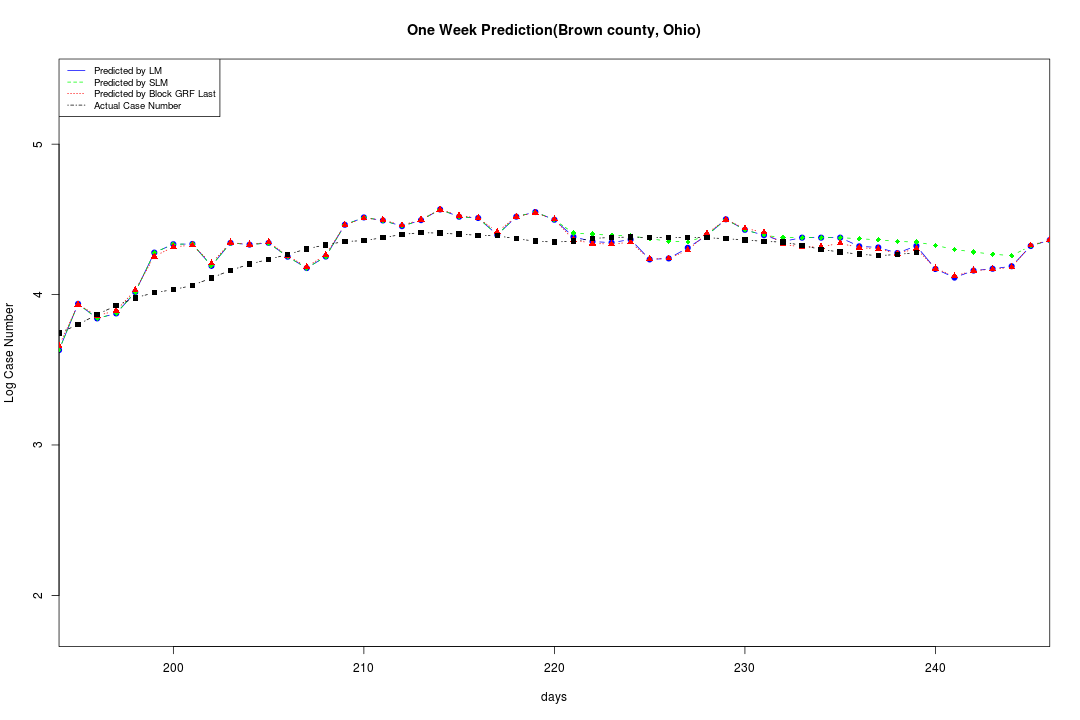 One Week Prediction(Brown county, Ohio)
Predicted by LM
Predicted by SLM
Predicted by Block GRF Last
Actual Case Number
5
4
3
2
Log Case Number
200 210 220 230 240
days